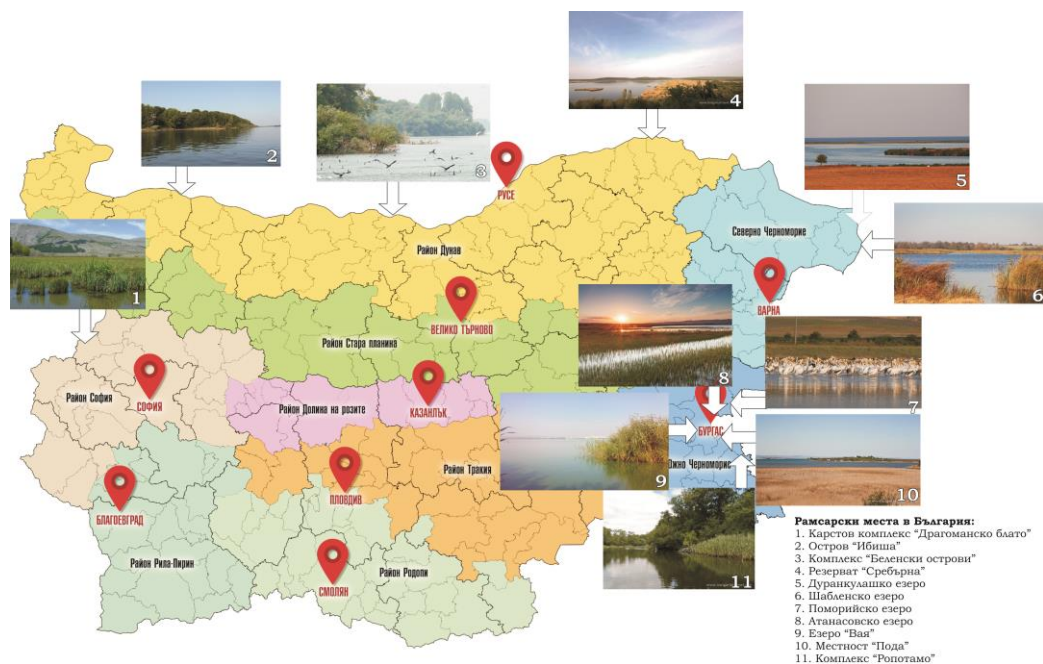 4
2
3
5
РУСЕ
Северно Черноморие
Район Дунав
6
1
ВАРНА
Район Стара планина
ВЕЛИКО ТЪРНОВО
8
7
Район София
СОФИЯ
Район Долина на розите
КАЗАНЛЪК
БУРГАС
Район Тракия
9
10
ПЛОВДИВ
БЛАГОЕВГРАД
Район Рила-Пирин
СМОЛЯН
Район Родопи
11
Рамсарски места в България:
1. Карстов комплекс “Драгоманско блато”
2. Остров “Ибиша”
3. Комплекс “Беленски острови”
4. Резерват “Сребърна”
5. Дуранкулашко езеро
6. Шабленско езеро
7. Поморийско езеро
8. Атанасовско езеро
9. Езеро “Вая”
10. Местност “Пода”
11. Комплекс “Ропотамо”